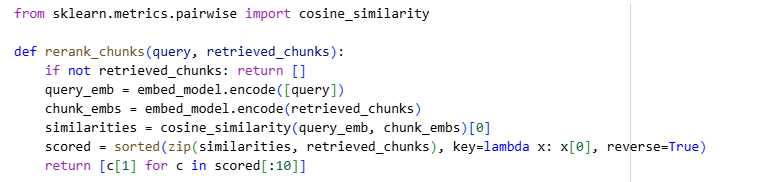 from sklearn.metrics.pairwise import cosine_similarity

def rerank_chunks(query, retrieved_chunks):
    if not retrieved_chunks: return []
    query_emb = embed_model.encode([query])
    chunk_embs = embed_model.encode(retrieved_chunks)
    similarities = cosine_similarity(query_emb, chunk_embs)[0]
    scored = sorted(zip(similarities, retrieved_chunks), key=lambda x: x[0], reverse=True)
    return [c[1] for c in scored[:10]]